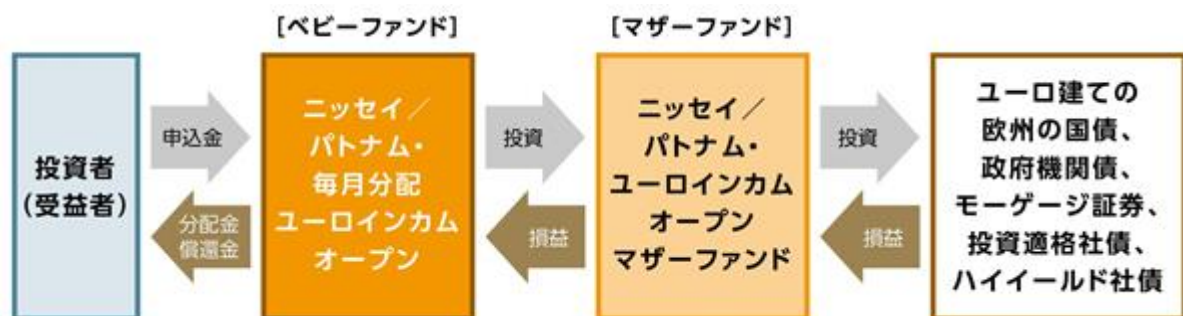 [ベビーファンド]
[マザーファンド]
投資者
(受益者)
申込金
分配金
償還金
ニッセイ／
パトナム・
毎月分配
ユーロインカム
オープン
投資
損益
ニッセイ／
パトナム・
ユーロインカム
オープン
マザーファンド
投資
損益
ユーロ建ての
欧州の国債、
政府機関債、
モーゲージ証券、
投資適格社債、
ハイイールド社債